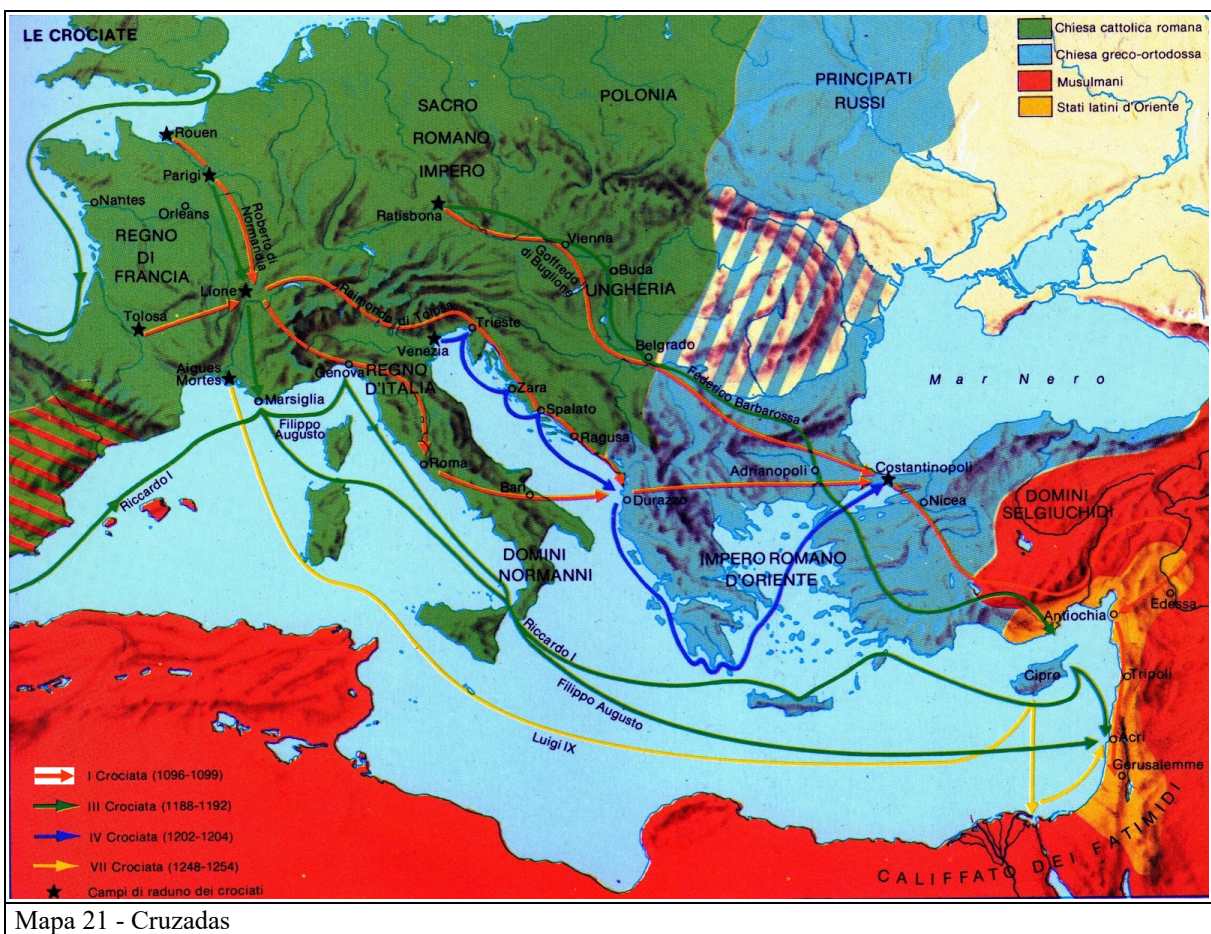 LE CROCIATE
Chiesa cattolica romana
Chiesa greco-ortodossa
Musulmani
Stati latini d'Oriente
PRINCIPATI
RUSSI
POLONIA
SACRO
ROMANO
IMPERO
Rouen
Parigi
Nantes
Orléans
Roberto di
Normandia
REGNO
DI
FRANCIA
Ratisbona
Vienna
Goffredo
di Buglione
Buda
UNGHERIA
Lione
Raimondo di Tolosa
Tolosa
Trieste
Venezia
Belgrado
Aigues
Mortes
Genova
REGNO
D'ITALIA
Zara
Federico Barbarossa
Mar Nero
Marsiglia
Filippo
Augusto
Spalato
Ragusa
Riccardo I
Roma
Bari
Durazzo
Adrianopoli
Costantinopoli
Nicea
DOMINI
SELGIUCHIDI
DOMINI
NORMANNI
IMPERO ROMANO
D'ORIENTE
Antiochia
Edessa
Riccardo I
Filippo Augusto
Cipro
Tripoli
Luigi IX
Acri
Gerusalemme
CALIFFATO DEI FATIMIDI
I Crociata (1096-1099)
III Crociata (1188-1192)
IV Crociata (1202-1204)
VII Crociata (1248-1254)
Campi di raduno dei crociati
Mapa 21 - Cruzadas